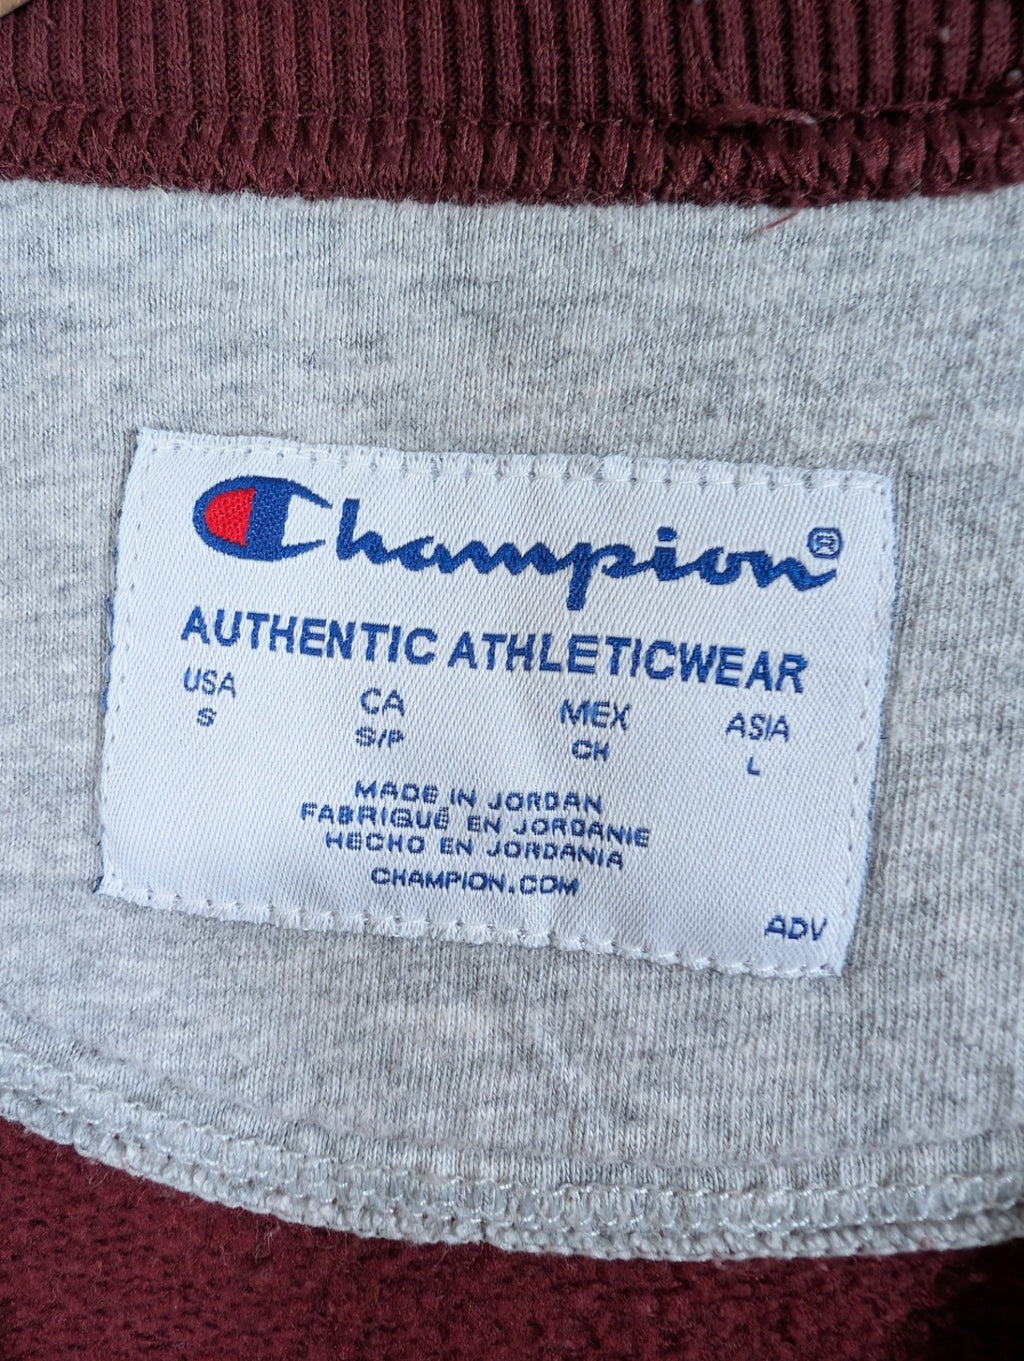 Champion®
AUTHENTIC ATHLETICWEAR
USA CA MEX ASIA
S S/P CH L
MADE IN JORDAN
FABRIQUÉ EN JORDANIE
HECHO EN JORDANIA
CHAMPION.COM
ADV